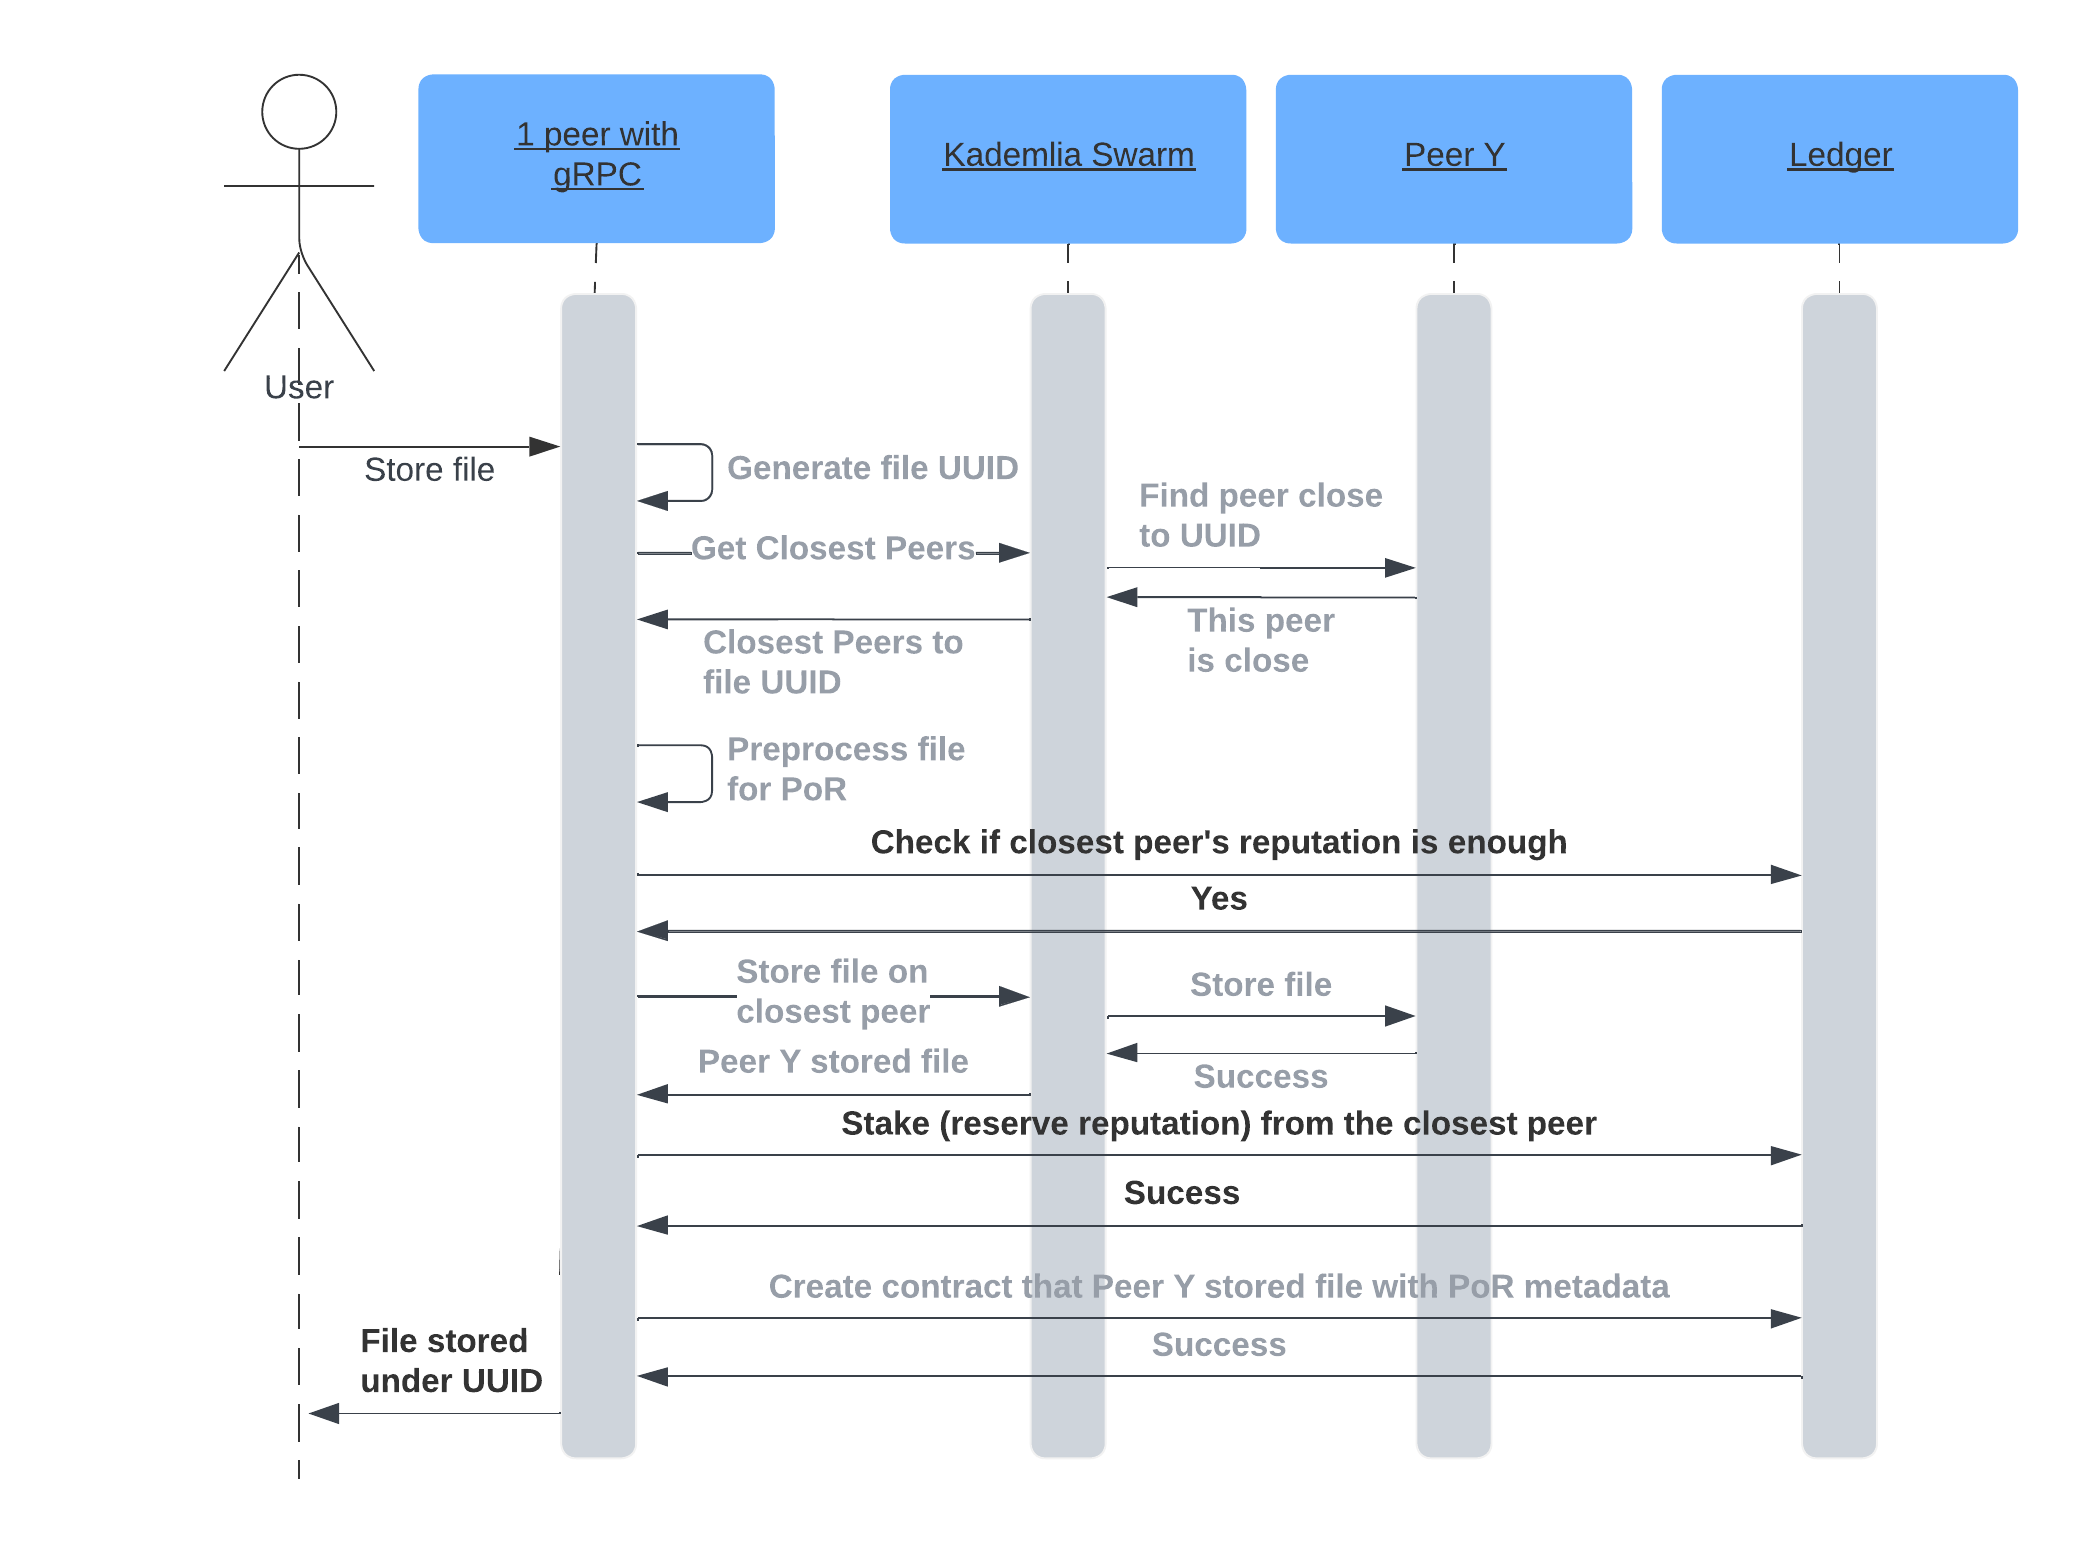 1 peer with
gRPC
Kademlia Swarm
Peer Y
Ledger
User
Store file
Generate file UUID
Find peer close
to UUID
Get Closest Peers
This peer
is close
Closest Peers to
file UUID
Preprocess file
for PoR
Check if closest peer's reputation is enough
Yes
Store file on
closest peer
Store file
Peer Y stored file
Success
Stake (reserve reputation) from the closest peer
Sucess
Create contract that Peer Y stored file with PoR metadata
Success
File stored
under UUID